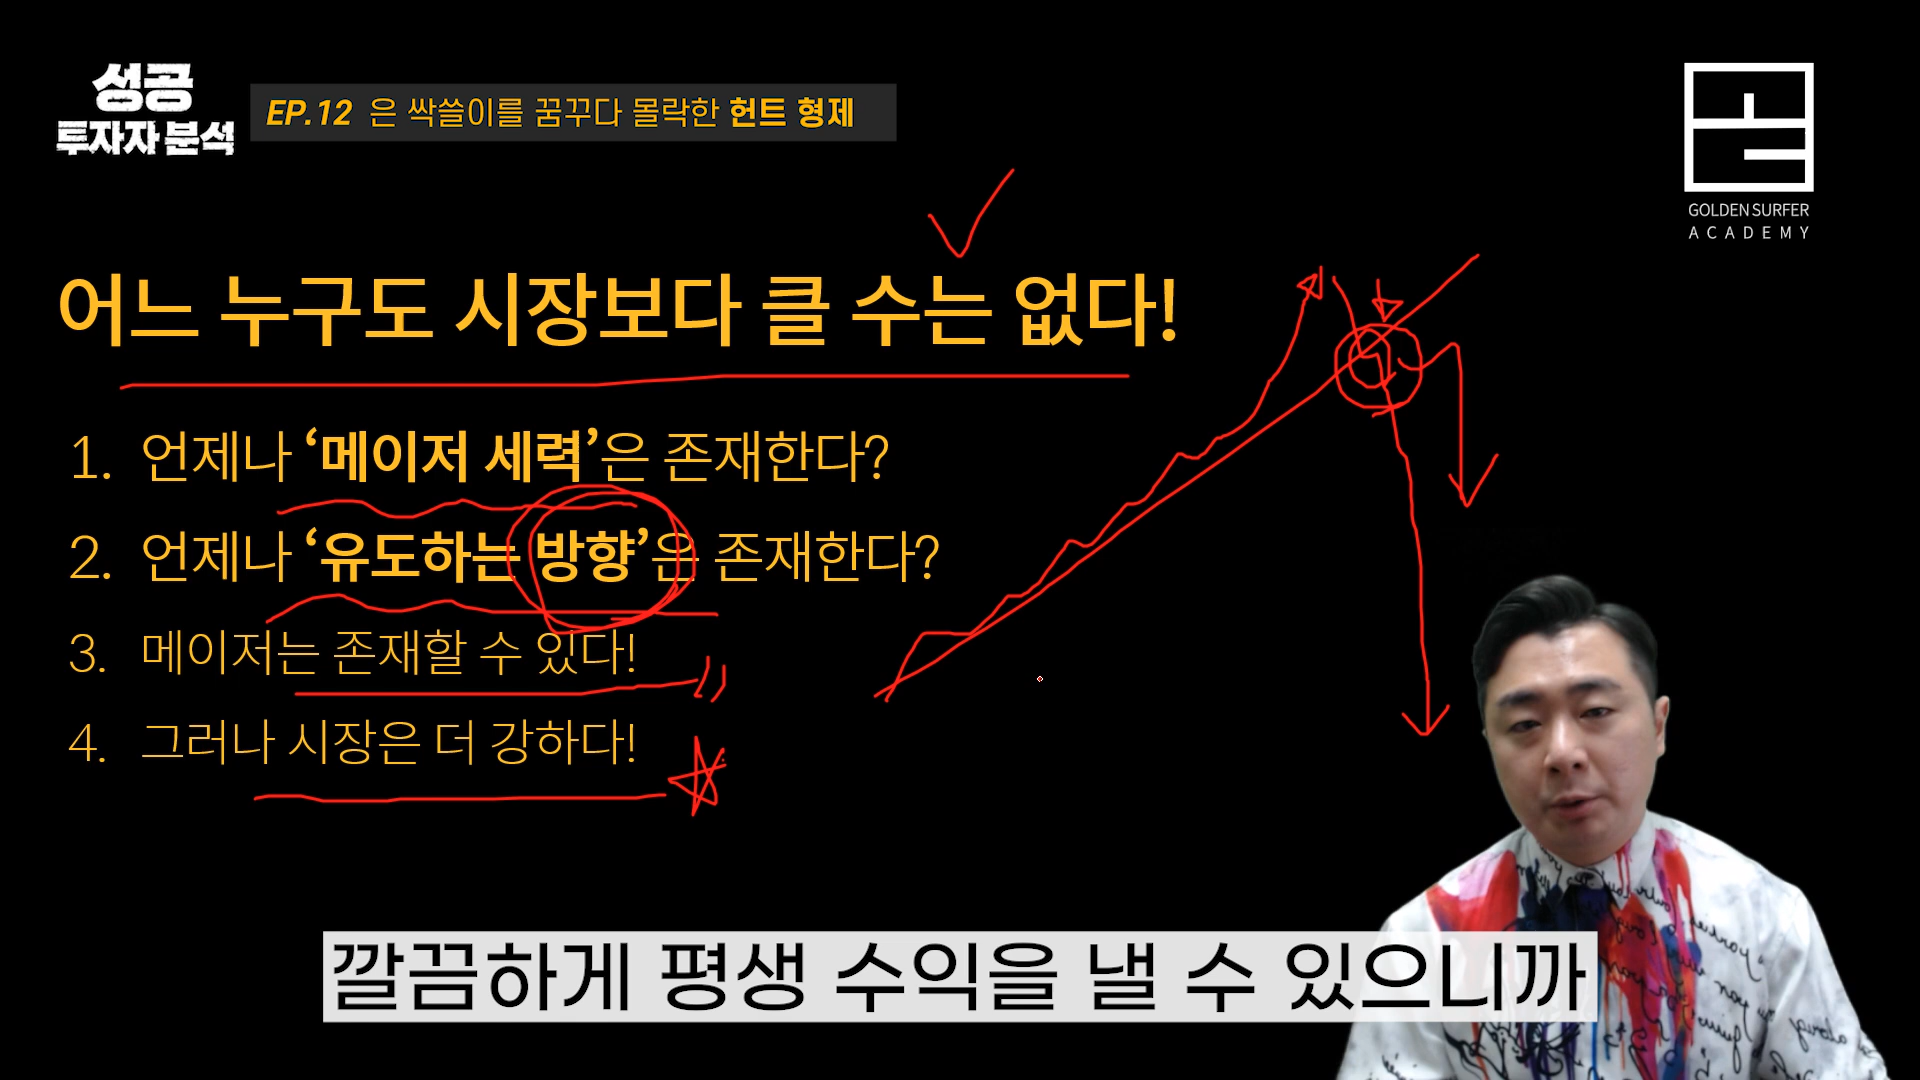 성공
투자자 분석
EP.12 은 싹쓸이를 꿈꾸다 몰락한 헌트 형제
GOLDEN SURFER
ACADEMY
어느 누구도 시장보다 클 수는 없다!
1. 언제나 ‘메이저 세력’은 존재한다?
2. 언제나 ‘유도하는 방향’은 존재한다?
3. 메이저는 존재할 수 있다!
4. 그러나 시장은 더 강하다!
깔끔하게 평생 수익을 낼 수 있으니까